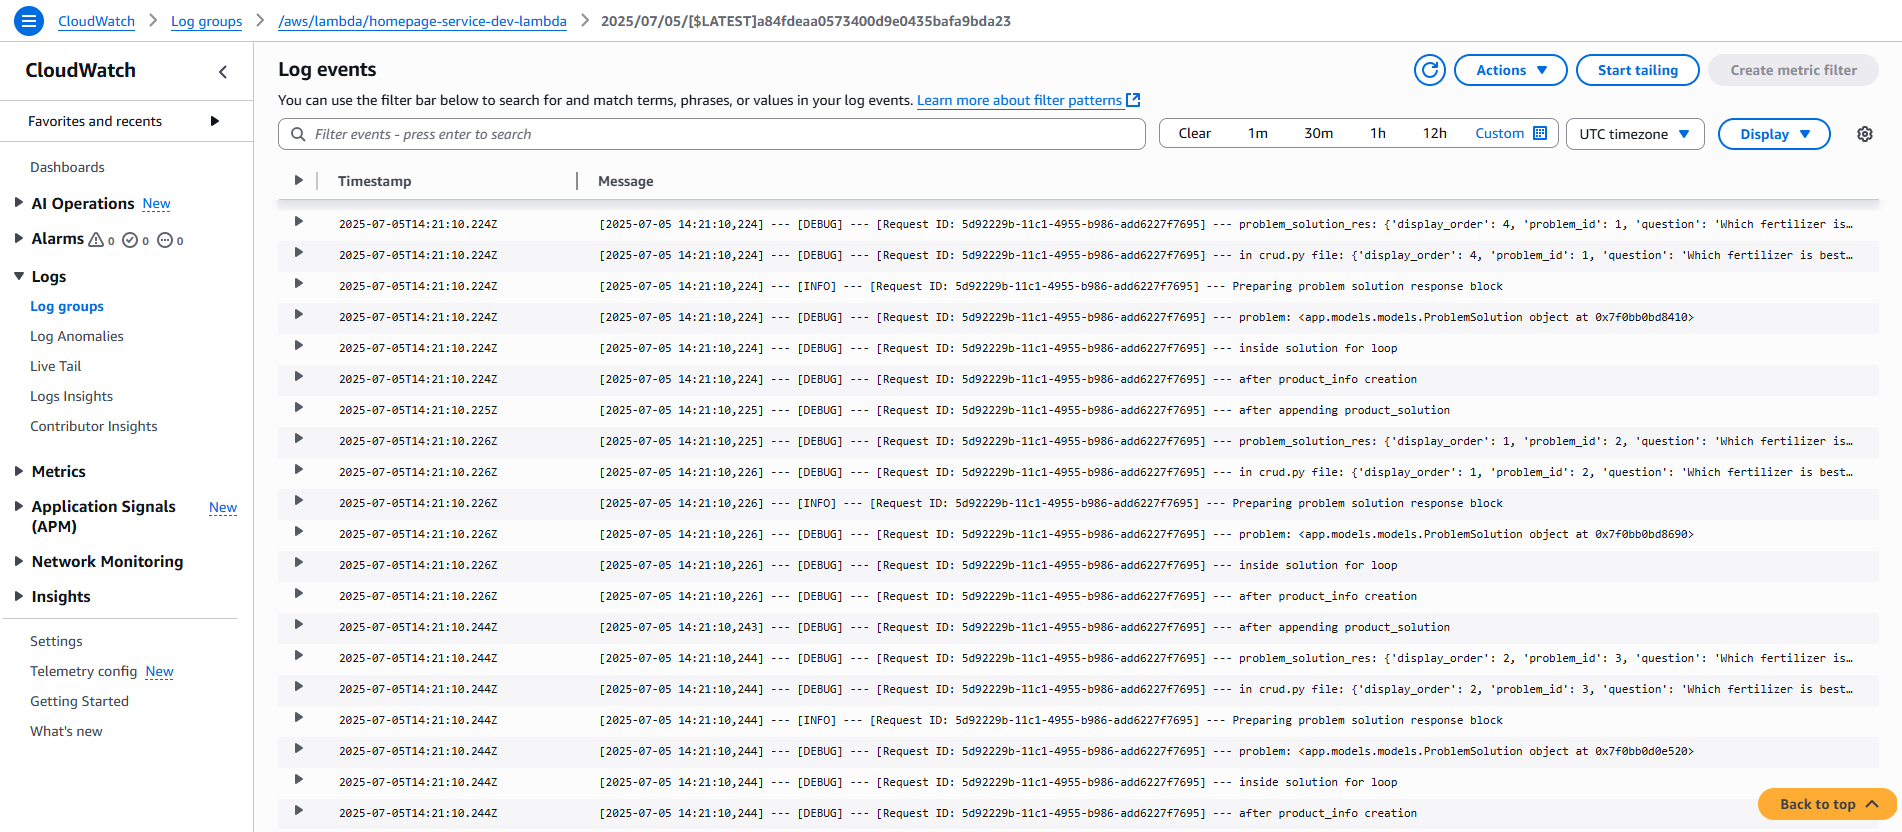 CloudWatch > Log groups > /aws/lambda/homepage-service-dev-lambda > 2025/07/05/[$LATEST]a84fdeaa0573400d9e0435bafa9bda23
CloudWatch
Favorites and recents
Dashboards
AI Operations New
Alarms 0 0 0
Logs
Log groups
Log Anomalies
Live Tail
Logs Insights
Contributor Insights
Metrics
Application Signals New
(APM)
Network Monitoring
Insights
Settings
Telemetry config New
Getting Started
What's new
Log events
Actions
Start tailing
Create metric filter
You can use the filter bar below to search for and match terms, phrases, or values in your log events. Learn more about filter patterns
Filter events - press enter to search
Clear 1m 30m 1h 12h Custom
UTC timezone
Display
Timestamp Message
2025-07-05T14:21:10.224Z [2025-07-05 14:21:10,224] --- [DEBUG] --- [Request ID: 5d92229b-11c1-4955-b986-add6227f7695] --- problem_solution_res: {'display_order': 4, 'problem_id': 1, 'question': 'Which fertilizer is…
2025-07-05T14:21:10.224Z [2025-07-05 14:21:10,224] --- [DEBUG] --- [Request ID: 5d92229b-11c1-4955-b986-add6227f7695] --- in crud.py file: {'display_order': 4, 'problem_id': 1, 'question': 'Which fertilizer is best…
2025-07-05T14:21:10.224Z [2025-07-05 14:21:10,224] --- [INFO] --- [Request ID: 5d92229b-11c1-4955-b986-add6227f7695] --- Preparing problem solution response block
2025-07-05T14:21:10.224Z [2025-07-05 14:21:10,224] --- [DEBUG] --- [Request ID: 5d92229b-11c1-4955-b986-add6227f7695] --- problem: <app.models.models.ProblemSolution object at 0x7f0bb0bd8410>
2025-07-05T14:21:10.224Z [2025-07-05 14:21:10,224] --- [DEBUG] --- [Request ID: 5d92229b-11c1-4955-b986-add6227f7695] --- inside solution for loop
2025-07-05T14:21:10.224Z [2025-07-05 14:21:10,224] --- [DEBUG] --- [Request ID: 5d92229b-11c1-4955-b986-add6227f7695] --- after product_info creation
2025-07-05T14:21:10.225Z [2025-07-05 14:21:10,225] --- [DEBUG] --- [Request ID: 5d92229b-11c1-4955-b986-add6227f7695] --- after appending product_solution
2025-07-05T14:21:10.226Z [2025-07-05 14:21:10,225] --- [DEBUG] --- [Request ID: 5d92229b-11c1-4955-b986-add6227f7695] --- problem_solution_res: {'display_order': 1, 'problem_id': 2, 'question': 'Which fertilizer is…
2025-07-05T14:21:10.226Z [2025-07-05 14:21:10,226] --- [DEBUG] --- [Request ID: 5d92229b-11c1-4955-b986-add6227f7695] --- in crud.py file: {'display_order': 1, 'problem_id': 2, 'question': 'Which fertilizer is best…
2025-07-05T14:21:10.226Z [2025-07-05 14:21:10,226] --- [INFO] --- [Request ID: 5d92229b-11c1-4955-b986-add6227f7695] --- Preparing problem solution response block
2025-07-05T14:21:10.226Z [2025-07-05 14:21:10,226] --- [DEBUG] --- [Request ID: 5d92229b-11c1-4955-b986-add6227f7695] --- problem: <app.models.models.ProblemSolution object at 0x7f0bb0bd8690>
2025-07-05T14:21:10.226Z [2025-07-05 14:21:10,226] --- [DEBUG] --- [Request ID: 5d92229b-11c1-4955-b986-add6227f7695] --- inside solution for loop
2025-07-05T14:21:10.226Z [2025-07-05 14:21:10,226] --- [DEBUG] --- [Request ID: 5d92229b-11c1-4955-b986-add6227f7695] --- after product_info creation
2025-07-05T14:21:10.244Z [2025-07-05 14:21:10,243] --- [DEBUG] --- [Request ID: 5d92229b-11c1-4955-b986-add6227f7695] --- after appending product_solution
2025-07-05T14:21:10.244Z [2025-07-05 14:21:10,244] --- [DEBUG] --- [Request ID: 5d92229b-11c1-4955-b986-add6227f7695] --- problem_solution_res: {'display_order': 2, 'problem_id': 3, 'question': 'Which fertilizer is…
2025-07-05T14:21:10.244Z [2025-07-05 14:21:10,244] --- [DEBUG] --- [Request ID: 5d92229b-11c1-4955-b986-add6227f7695] --- in crud.py file: {'display_order': 2, 'problem_id': 3, 'question': 'Which fertilizer is best…
2025-07-05T14:21:10.244Z [2025-07-05 14:21:10,244] --- [INFO] --- [Request ID: 5d92229b-11c1-4955-b986-add6227f7695] --- Preparing problem solution response block
2025-07-05T14:21:10.244Z [2025-07-05 14:21:10,244] --- [DEBUG] --- [Request ID: 5d92229b-11c1-4955-b986-add6227f7695] --- problem: <app.models.models.ProblemSolution object at 0x7f0bb0d0e520>
2025-07-05T14:21:10.244Z [2025-07-05 14:21:10,244] --- [DEBUG] --- [Request ID: 5d92229b-11c1-4955-b986-add6227f7695] --- inside solution for loop
2025-07-05T14:21:10.244Z [2025-07-05 14:21:10,244] --- [DEBUG] --- [Request ID: 5d92229b-11c1-4955-b986-add6227f7695] --- after product_info creation
Back to top